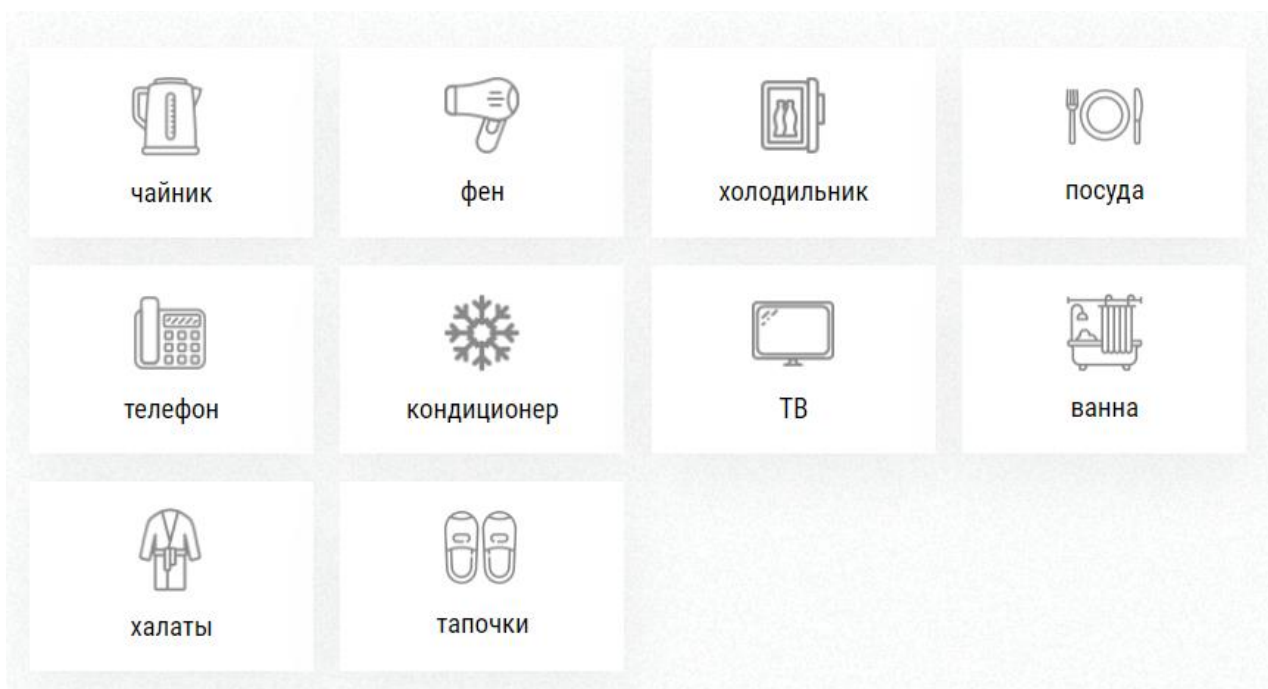 чайник
фен
холодильник
посуда
телефон
кондиционер
ТВ
ванна
халаты
тапочки